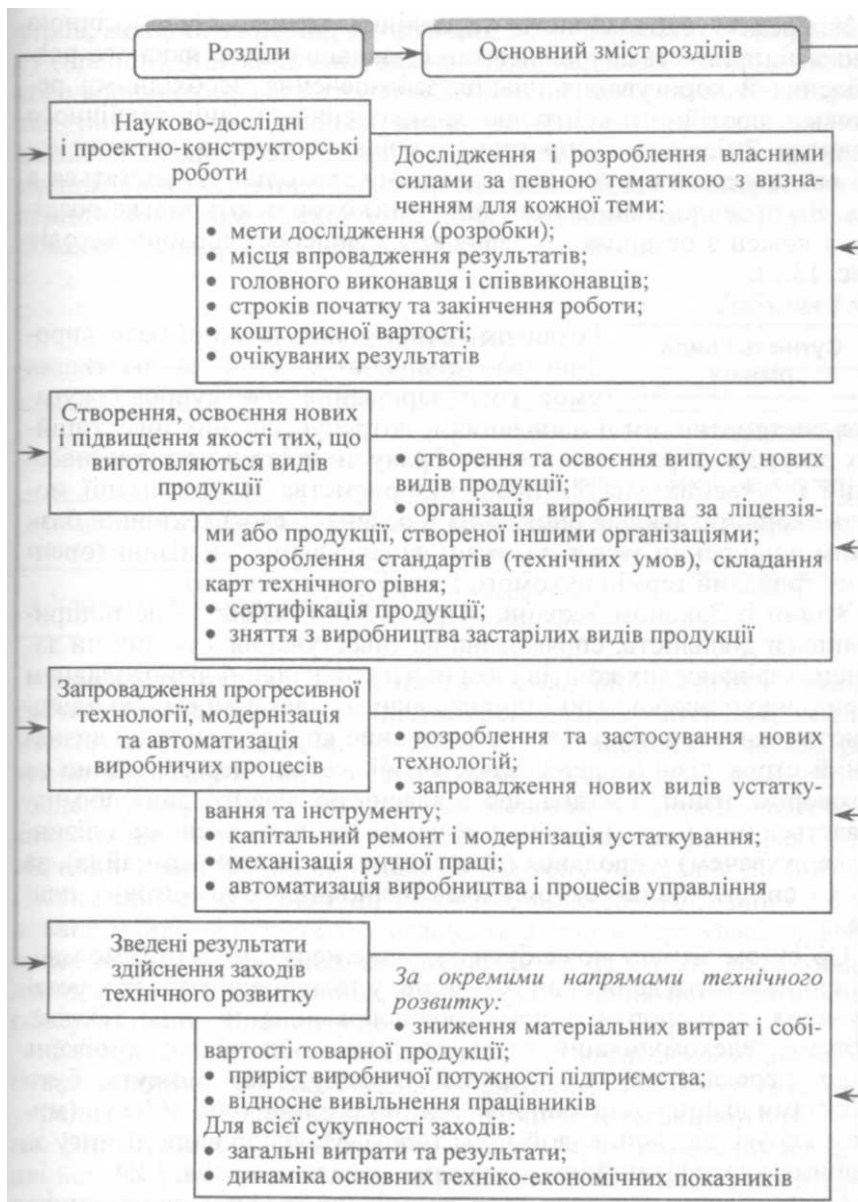 Розділи
Основний зміст розділів
Науково-дослідні
і проектно-конструкторські
роботи
Дослідження і розроблення власними
силами за певною тематикою з визна-
ченням для кожної теми:
• мети дослідження (розробки);
• місця впровадження результатів;
• головного виконавця і співвиконавців;
• строків початку та закінчення роботи;
• кошторисної вартості;
• очікуваних результатів
Створення, освоєння нових
і підвищення якості тих, що
виготовляються видів
продукції
• створення та освоєння випуску нових
видів продукції;
• організація виробництва за ліцензія-
ми або продукції, створеної іншими організаціями;
• розроблення стандартів (технічних умов), складання
карт технічного рівня;
• сертифікація продукції;
• зняття з виробництва застарілих видів продукції
Запровадження прогресивної
технології, модернізація
та автоматизація
виробничих процесів
• розроблення та застосування нових
технологій;
• запровадження нових видів устатку-
вання та інструменту;
• капітальний ремонт і модернізація устаткування;
• механізація ручної праці;
• автоматизація виробництва і процесів управління
Зведені результати
здійснення заходів
технічного розвитку
За окремими напрямами технічного
розвитку:
• зниження матеріальних витрат і собі-
вартості товарної продукції;
• приріст виробничої потужності підприємства;
• відносне вивільнення працівників
Для всієї сукупності заходів:
• загальні витрати та результати;
• динаміка основних техніко-економічних показників